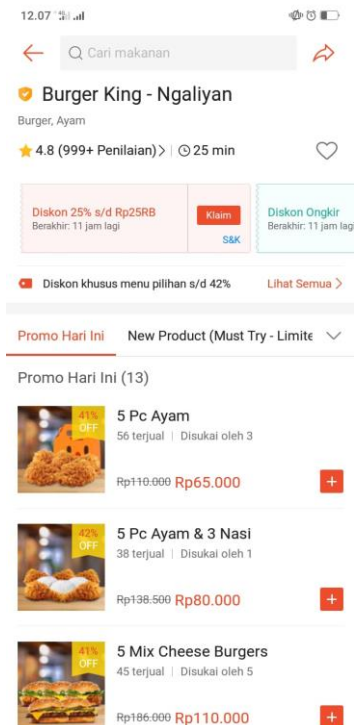 12.07
Cari makanan
Burger King - Ngaliyan
Burger, Ayam
4.8 (999+ Penilaian) > | 25 min
Diskon 25% s/d Rp25RB
Berakhir: 11 jam lagi
Klaim
S&K
Diskon Ongkir
Berakhir: 11 jam lagi
Diskon khusus menu pilihan s/d 42%
Lihat Semua >
Promo Hari Ini
New Product (Must Try - Limite
Promo Hari Ini (13)
41%
OFF
5 Pc Ayam
56 terjual | Disukai oleh 3
Rp110.000 Rp65.000
+
42%
OFF
5 Pc Ayam & 3 Nasi
38 terjual | Disukai oleh 1
Rp138.500 Rp80.000
+
41%
OFF
5 Mix Cheese Burgers
45 terjual | Disukai oleh 5
Rp186.000 Rp110.000
+